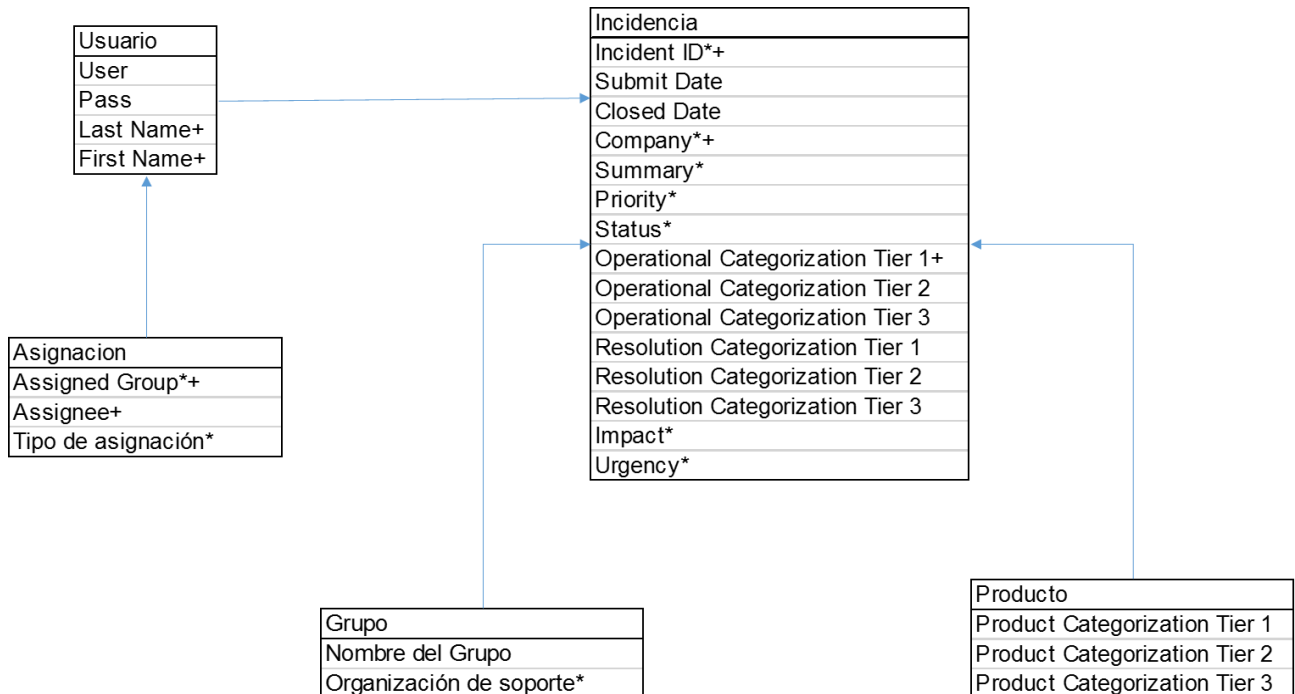 Usuario
User
Pass
Last Name+
First Name+
Incidencia
Incident ID*+
Submit Date
Closed Date
Company*+
Summary*
Priority*
Status*
Operational Categorization Tier 1+
Operational Categorization Tier 2
Operational Categorization Tier 3
Resolution Categorization Tier 1
Resolution Categorization Tier 2
Resolution Categorization Tier 3
Impact*
Urgency*
Asignacion
Assigned Group*+
Assignee+
Tipo de asignación*
Grupo
Nombre del Grupo
Organización de soporte*
Producto
Product Categorization Tier 1
Product Categorization Tier 2
Product Categorization Tier 3